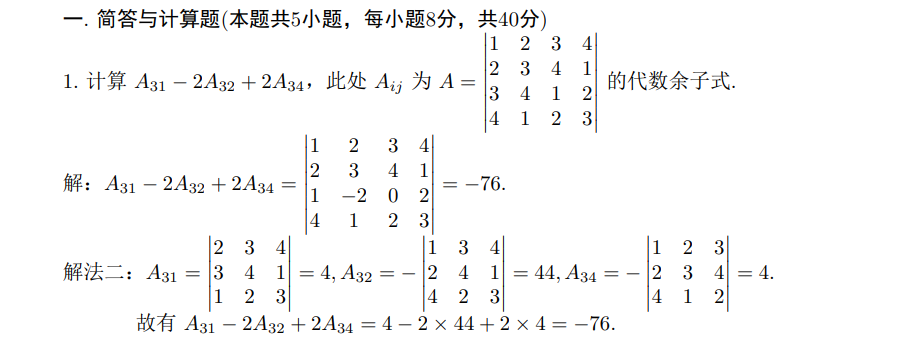 一. 简答与计算题(本题共5小题，每小题8分，共40分)
1. 计算 $A_{31} - 2A_{32} + 2A_{34}$，此处 $A_{ij}$ 为 $A = \begin{vmatrix} 1 & 2 & 3 & 4 \\ 2 & 3 & 4 & 1 \\ 3 & 4 & 1 & 2 \\ 4 & 1 & 2 & 3 \end{vmatrix}$ 的代数余子式.
解：$A_{31} - 2A_{32} + 2A_{34} = \begin{vmatrix} 1 & 2 & 3 & 4 \\ 2 & 3 & 4 & 1 \\ 1 & -2 & 0 & 2 \\ 4 & 1 & 2 & 3 \end{vmatrix} = -76.$
解法二：$A_{31} = \begin{vmatrix} 2 & 3 & 4 \\ 3 & 4 & 1 \\ 1 & 2 & 3 \end{vmatrix} = 4, A_{32} = -\begin{vmatrix} 1 & 3 & 4 \\ 2 & 4 & 1 \\ 4 & 2 & 3 \end{vmatrix} = 44, A_{34} = -\begin{vmatrix} 1 & 2 & 3 \\ 2 & 3 & 4 \\ 4 & 1 & 2 \end{vmatrix} = 4.$
故有 $A_{31} - 2A_{32} + 2A_{34} = 4 - 2 \times 44 + 2 \times 4 = -76.$